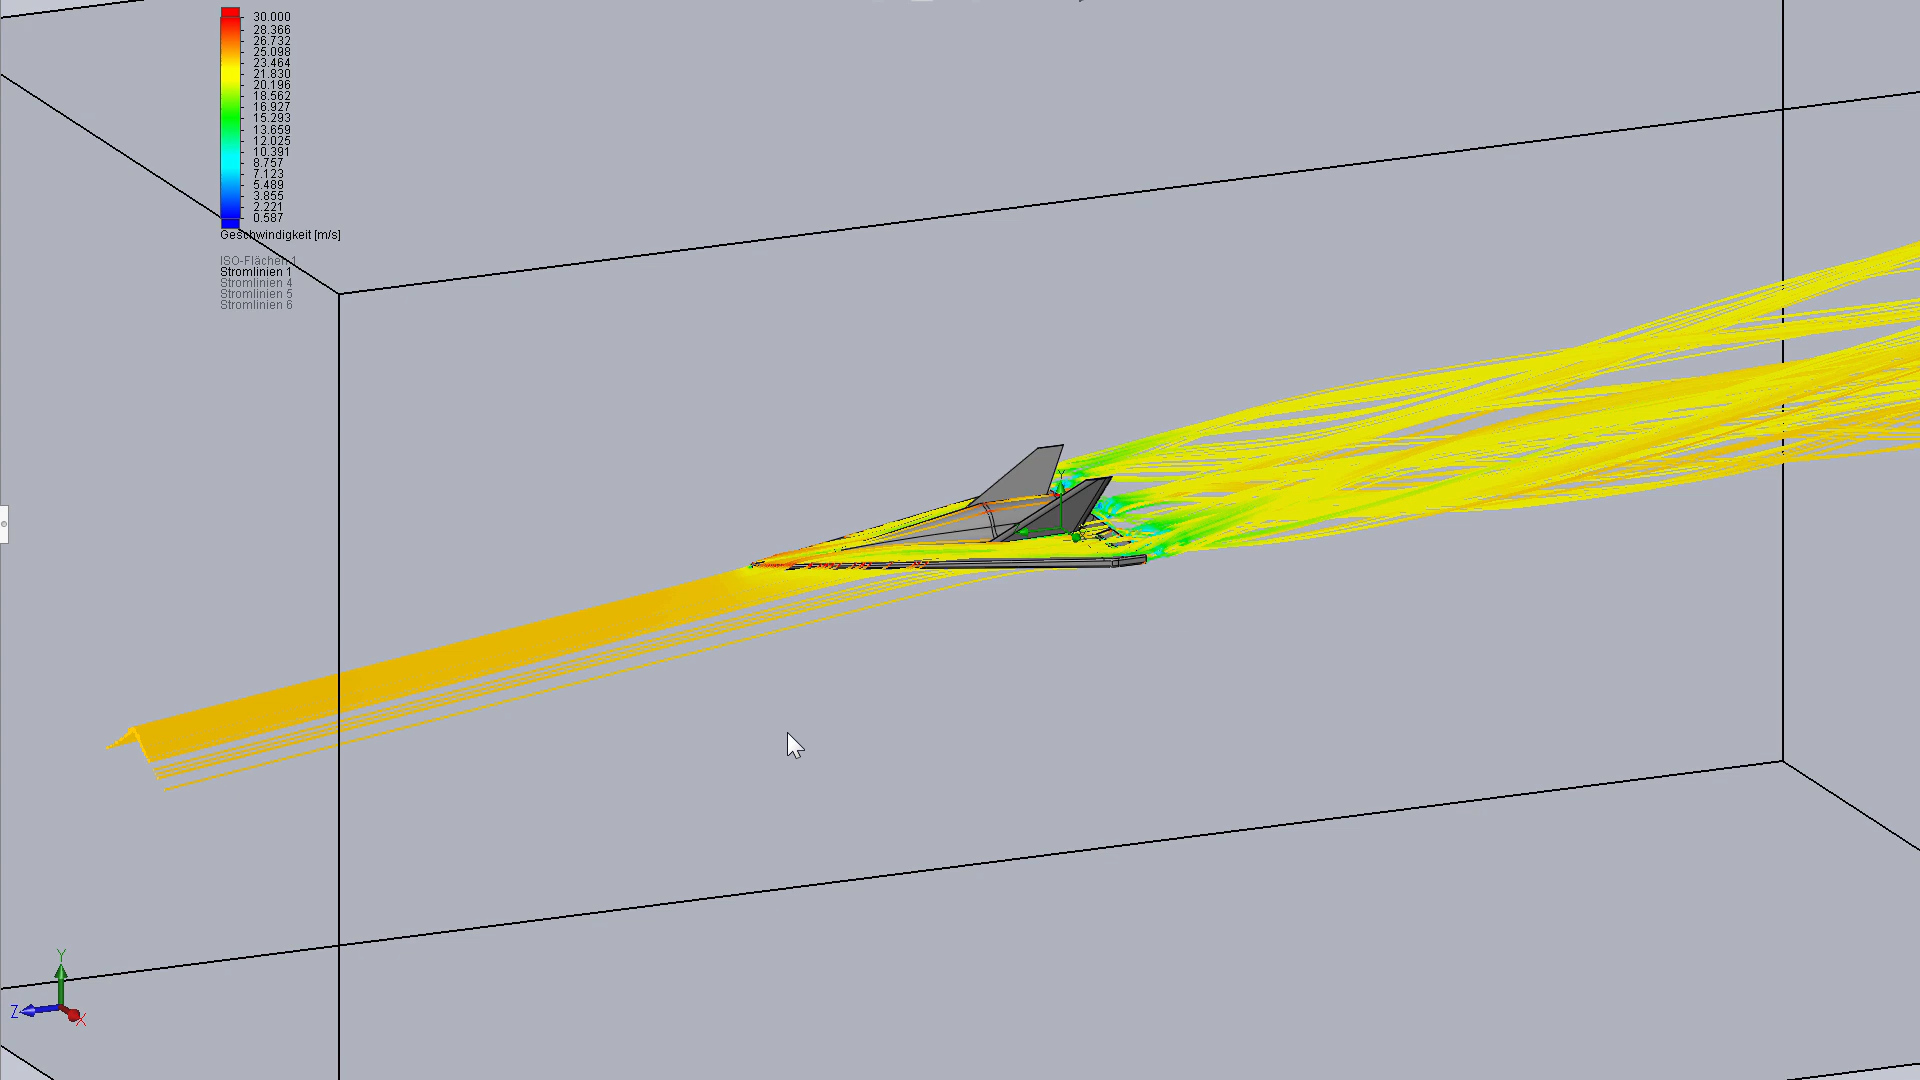 30.000
28.366
26.732
25.098
23.464
21.830
20.196
18.562
16.927
15.293
13.659
12.025
10.391
8.757
7.123
5.489
3.855
2.221
0.587
Geschwindigkeit [m/s]
ISO-Flächen 1
Stromlinien 1
Stromlinien 4
Stromlinien 5
Stromlinien 6
Y
Y
Z
X